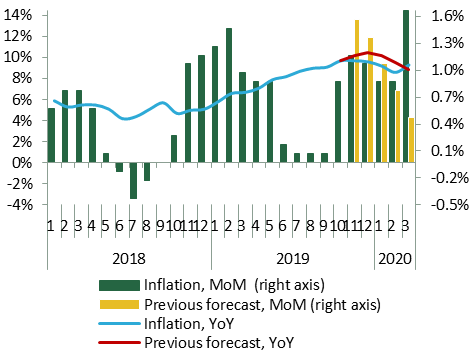 14% 1.6%
12% 1.3%
10%
8% 1.0%
6% 0.7%
4%
2% 0.4%
0% 0.1%
-2% -0.2%
-4% -0.5%
1 2 3 4 5 6 7 8 9 10 11 12 1 2 3 4 5 6 7 8 9 10 11 12 1 2 3
2018 2019 2020
Inflation, MoM (right axis)
Previous forecast, MoM (right axis)
Inflation, YoY
Previous forecast, YoY